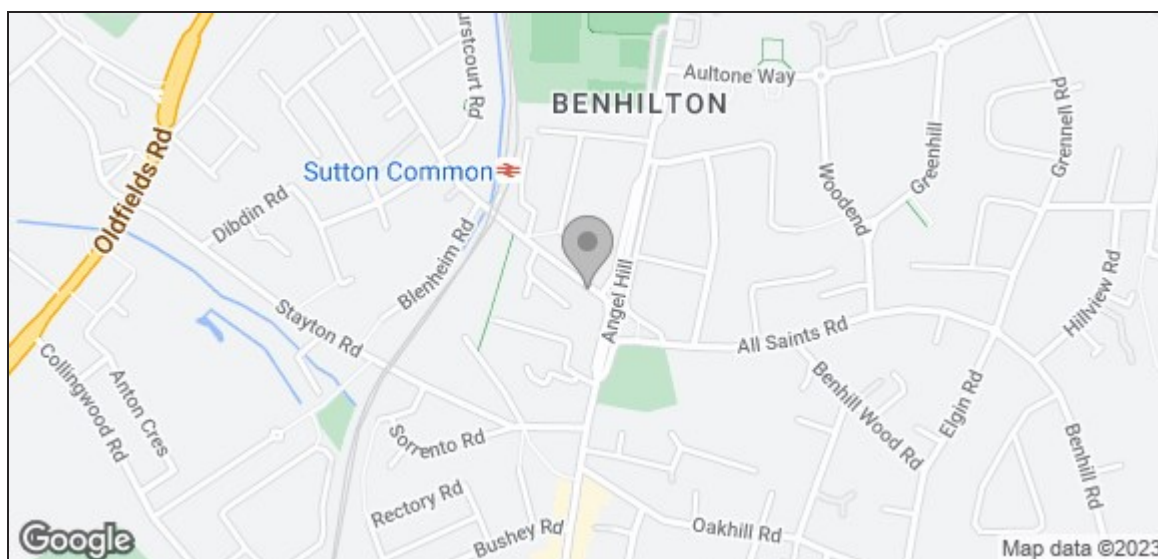 urstcourt Rd
Aultone Way
BENHILTON
Grennell Rd
Oldfields Rd
Sutton Common
Greenhill
Woodend
Dibdin Rd
Blenheim Rd
Hillview Rd
Angel Hill
Stayton Rd
All Saints Rd
Collingwood Rd
Anton Cres
Benhill Wood Rd
Elgin Rd
Benhill Rd
Sorrento Rd
Rectory Rd
Bushey Rd
Oakhill Rd
Google
Map data ©2023